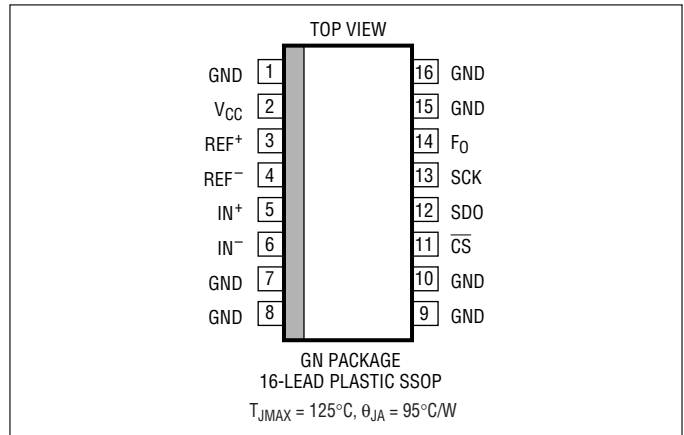 TOP VIEW
GND 1
VCC 2
REF+ 3
REF− 4
IN+ 5
IN− 6
GND 7
GND 8
16 GND
15 GND
14 FO
13 SCK
12 SDO
11 C̅S̅
10 GND
9 GND
GN PACKAGE
16-LEAD PLASTIC SSOP
TJMAX = 125°C, θJA = 95°C/W